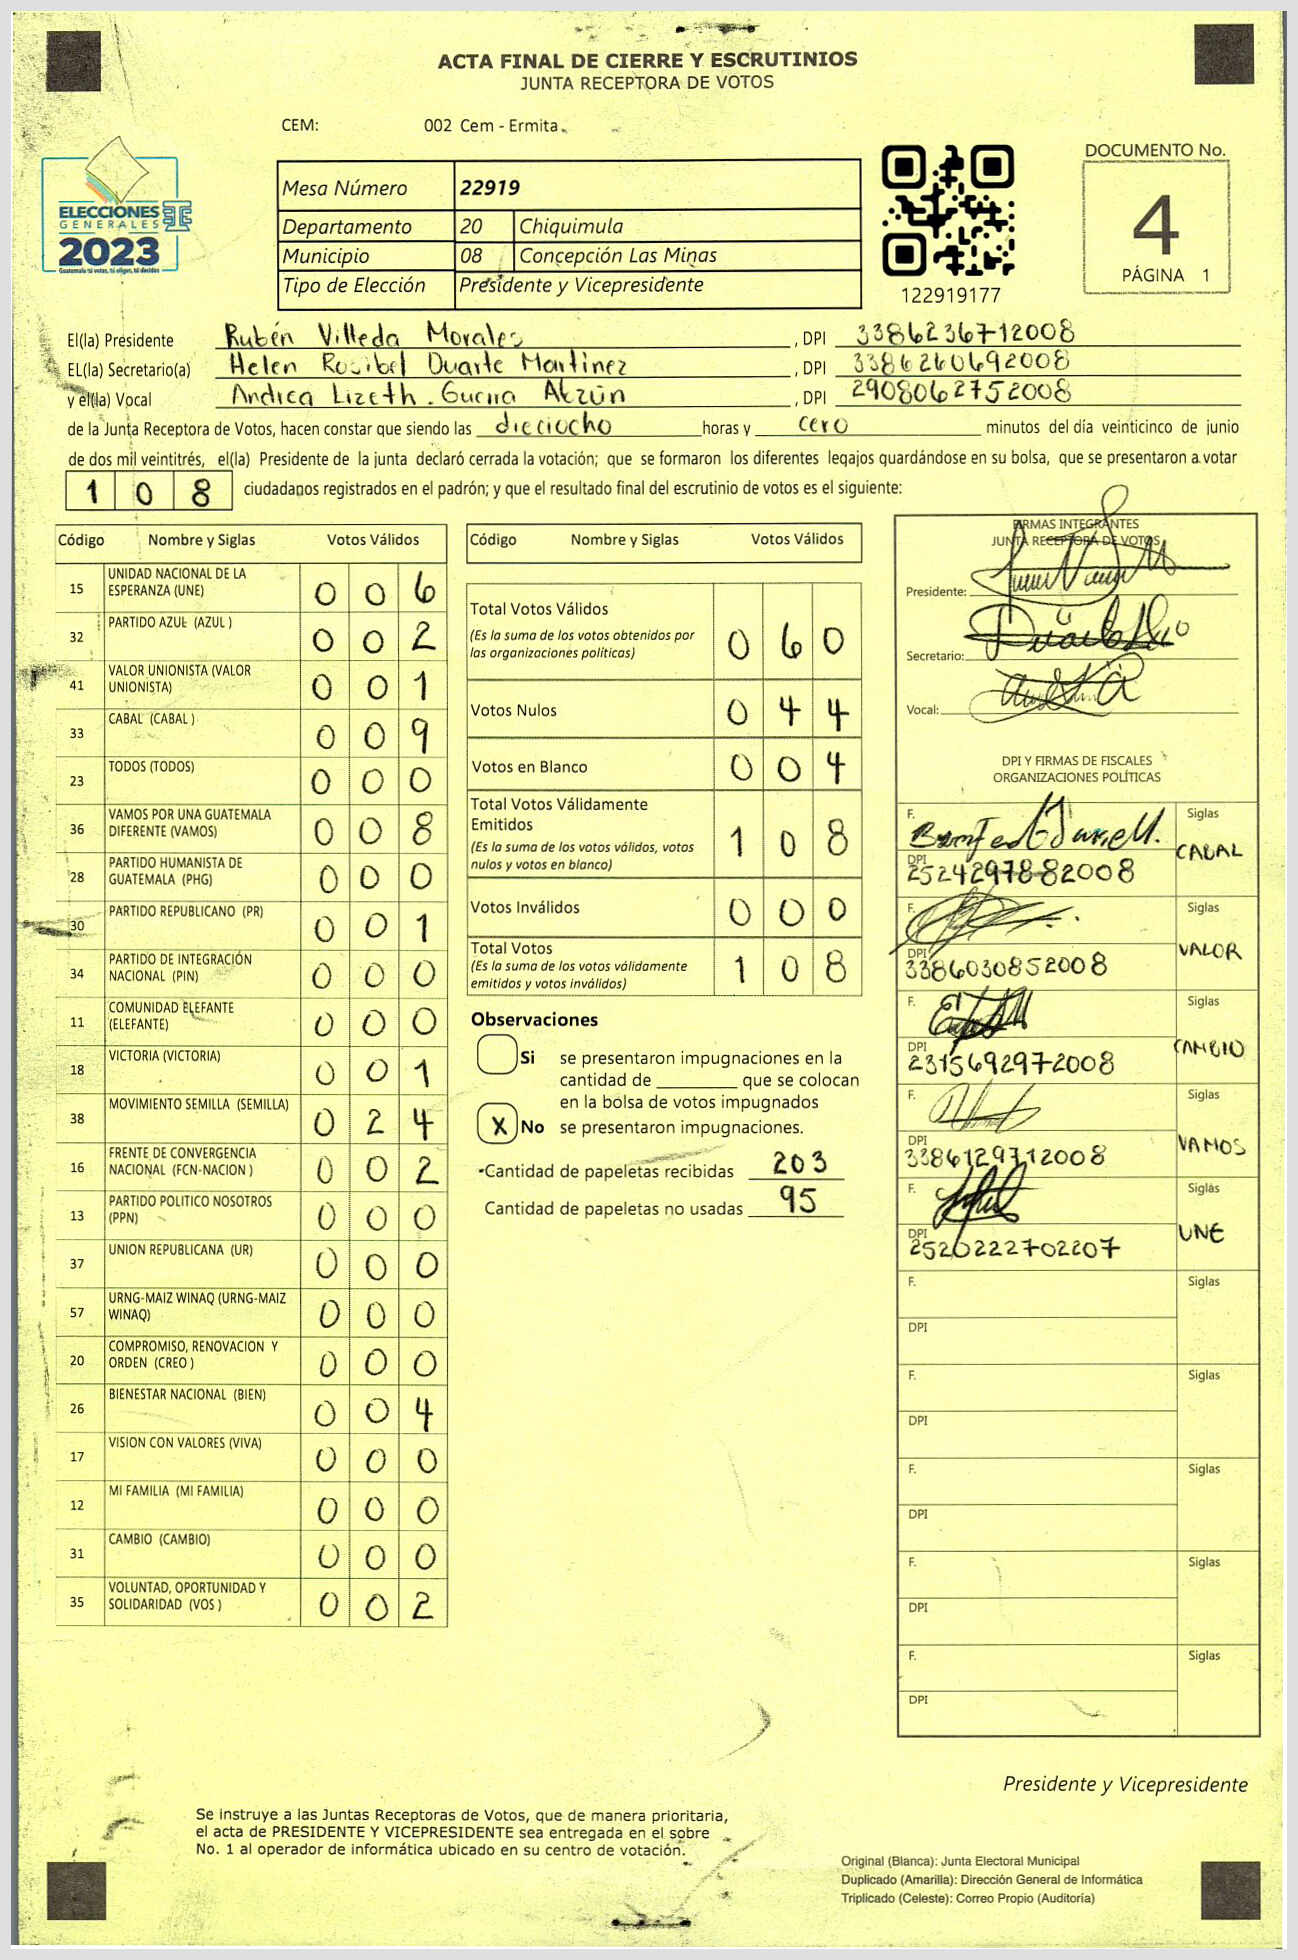 ACTA FINAL DE CIERRE Y ESCRUTINIOS
JUNTA RECEPTORA DE VOTOS
CEM: 002 Cem - Ermita
DOCUMENTO No.
4
PÁGINA 1
ELECCIONES
GENERALES
2023
Guatemala tú votas, tú eliges, tú decides
Mesa Número 22919
Departamento 20 Chiquimula
Municipio 08 Concepción Las Minas
Tipo de Elección Presidente y Vicepresidente
122919177
El(la) Presidente Rubén Villeda Morales, DPI 3386236712008
EL(la) Secretario(a) Helen Rosibel Duarte Martínez, DPI 3386260692008
y el(la) Vocal Andrea Lizeth. Guerra, DPI 2908062752008
de la Junta Receptora de Votos, hacen constar que siendo las dieciocho horas y cero minutos del día veinticinco de junio
de dos mil veintitrés, el(la) Presidente de la junta declaró cerrada la votación; que se formaron los diferentes legajos guardándose en su bolsa, que se presentaron a votar
108 ciudadanos registrados en el padrón; y que el resultado final del escrutinio de votos es el siguiente:
Código Nombre y Siglas Votos Válidos
15 UNIDAD NACIONAL DE LA ESPERANZA (UNE) 0 0 6
32 PARTIDO AZUL (AZUL ) 0 0 2
41 VALOR UNIONISTA (VALOR UNIONISTA) 0 0 1
33 CABAL (CABAL ) 0 0 9
23 TODOS (TODOS) 0 0 0
36 VAMOS POR UNA GUATEMALA DIFERENTE (VAMOS) 0 0 8
28 PARTIDO HUMANISTA DE GUATEMALA (PHG) 0 0 0
30 PARTIDO REPUBLICANO (PR) 0 0 1
34 PARTIDO DE INTEGRACIÓN NACIONAL (PIN) 0 0 0
11 COMUNIDAD ELEFANTE (ELEFANTE) 0 0 0
18 VICTORIA (VICTORIA) 0 0 1
38 MOVIMIENTO SEMILLA (SEMILLA) 0 2 4
16 FRENTE DE CONVERGENCIA NACIONAL (FCN-NACION ) 0 0 2
13 PARTIDO POLITICO NOSOTROS (PPN) 0 0 0
37 UNION REPUBLICANA (UR) 0 0 0
57 URNG-MAIZ WINAQ (URNG-MAIZ WINAQ) 0 0 0
20 COMPROMISO, RENOVACION Y ORDEN (CREO ) 0 0 0
26 BIENESTAR NACIONAL (BIEN) 0 0 4
17 VISION CON VALORES (VIVA) 0 0 0
12 MI FAMILIA (MI FAMILIA) 0 0 0
31 CAMBIO (CAMBIO) 0 0 0
35 VOLUNTAD, OPORTUNIDAD Y SOLIDARIDAD (VOS ) 0 0 2
Código Nombre y Siglas Votos Válidos
Total Votos Válidos 0 6 0
(Es la suma de los votos obtenidos por
las organizaciones políticas)
Votos Nulos 0 4 4
Votos en Blanco 0 0 4
Total Votos Válidamente
Emitidos 1 0 8
(Es la suma de los votos válidos, votos
nulos y votos en blanco)
Votos Inválidos 0 0 0
Total Votos 1 0 8
(Es la suma de los votos válidamente
emitidos y votos inválidos)
Observaciones
Si se presentaron impugnaciones en la
cantidad de ________ que se colocan
en la bolsa de votos impugnados
X No se presentaron impugnaciones.
Cantidad de papeletas recibidas 203
Cantidad de papeletas no usadas 95
FIRMAS INTEGRANTES
JUNTA RECEPTORA DE VOTOS
Presidente:
Secretario:
Vocal:
DPI Y FIRMAS DE FISCALES
ORGANIZACIONES POLÍTICAS
F. Siglas
DPI 2524297882008 CABAL
F. Siglas
DPI 3386030852008 VALOR
F. Siglas
DPI 2315692972008 CAMBIO
F. Siglas
DPI 3386129712008 VAMOS
F. Siglas
DPI 2520222702207 UNE
F. Siglas
DPI
F. Siglas
DPI
F. Siglas
DPI
F. Siglas
DPI
F. Siglas
DPI
Presidente y Vicepresidente
Se instruye a las Juntas Receptoras de Votos, que de manera prioritaria,
el acta de PRESIDENTE Y VICEPRESIDENTE sea entregada en el sobre
No. 1 al operador de informática ubicado en su centro de votación.
Original (Blanca): Junta Electoral Municipal
Duplicado (Amarilla): Dirección General de Informática
Triplicado (Celeste): Correo Propio (Auditoría)